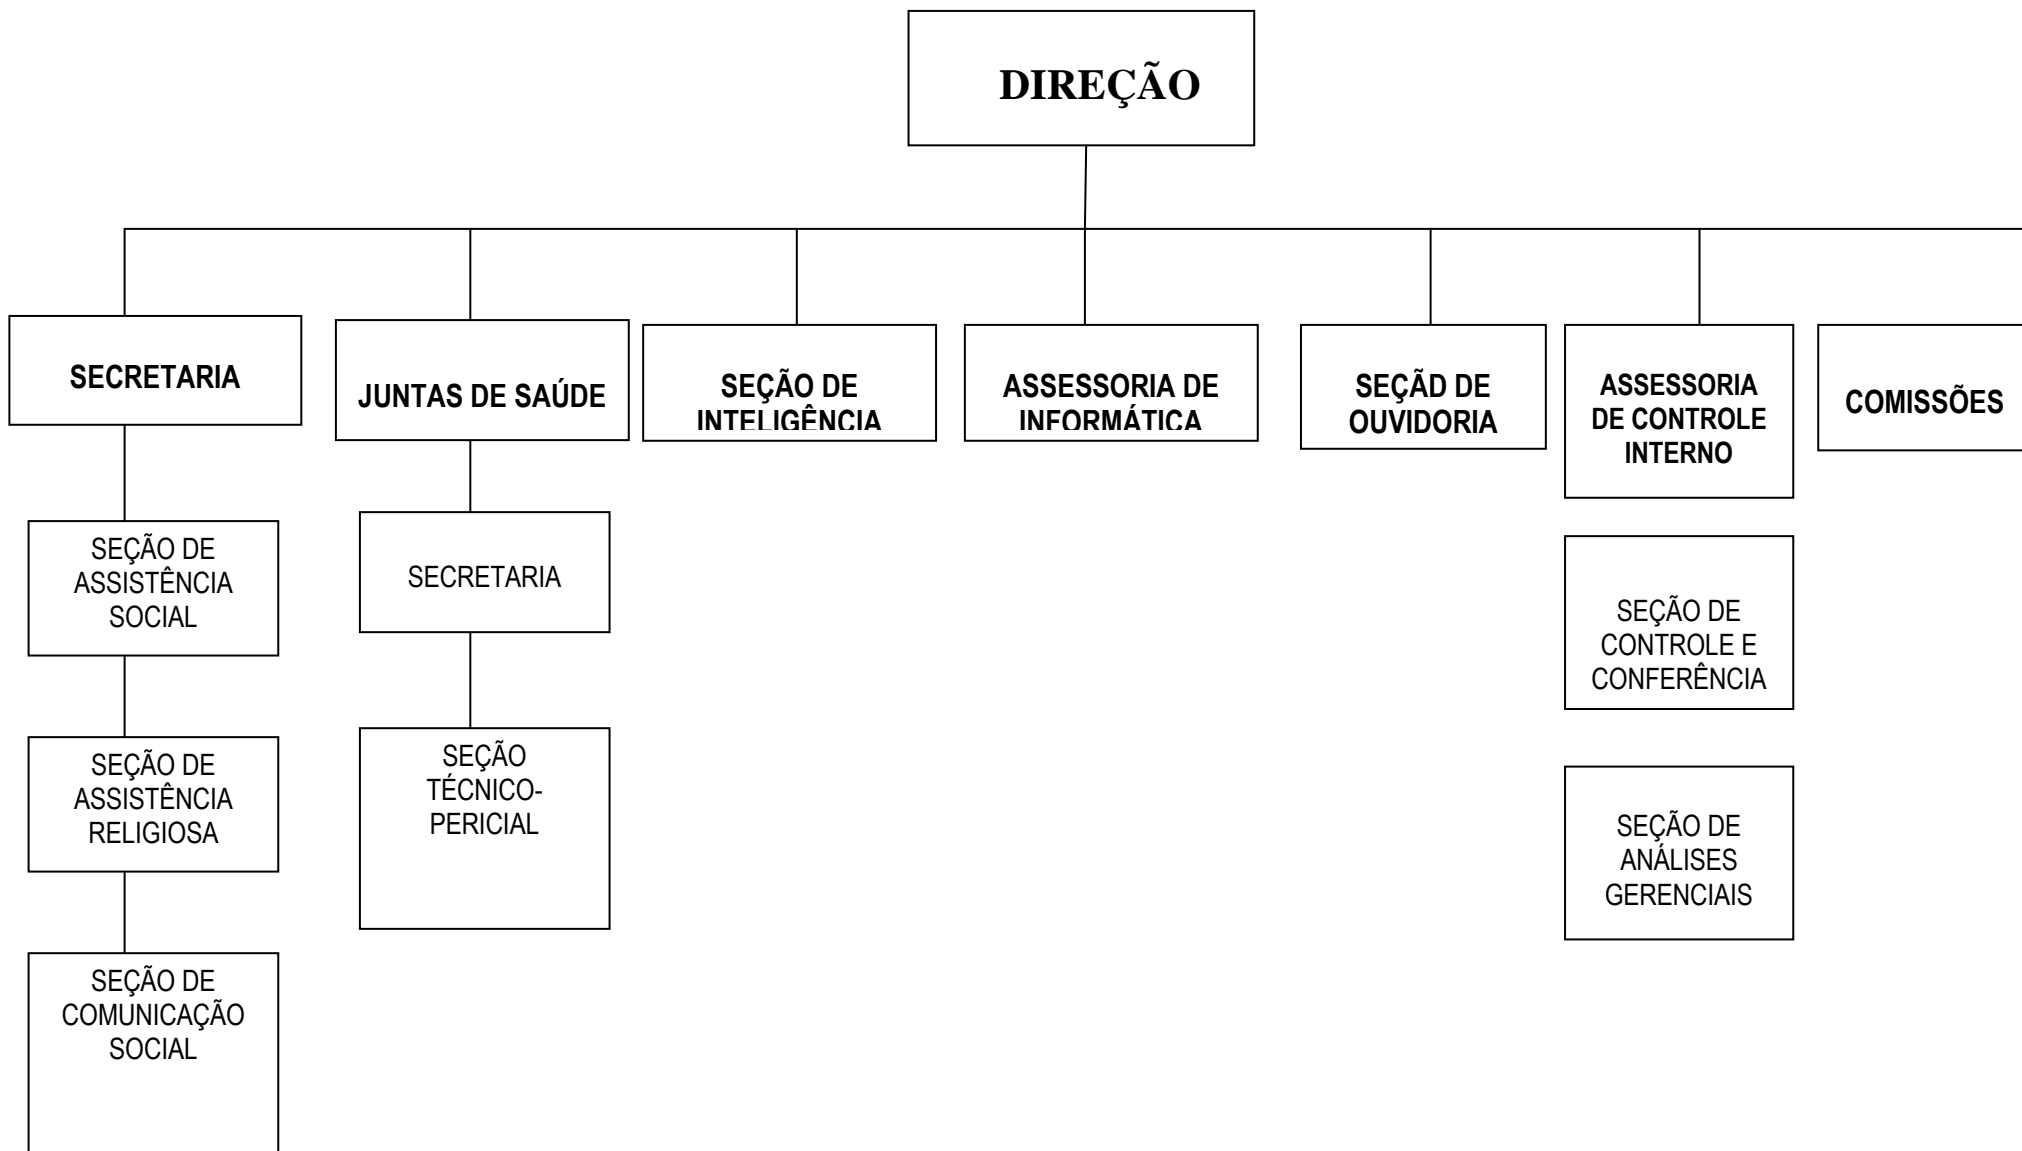 DIREÇÃO
SECRETARIA
JUNTAS DE SAÚDE
SEÇÃO DE
INTELIGÊNCIA
ASSESSORIA DE
INFORMÁTICA
SEÇÃD DE
OUVIDORIA
ASSESSORIA
DE CONTROLE
INTERNO
COMISSÕES
SEÇÃO DE
ASSISTÊNCIA
SOCIAL
SECRETARIA
SEÇÃO DE
CONTROLE E
CONFERÊNCIA
SEÇÃO DE
ASSISTÊNCIA
RELIGIOSA
SEÇÃO
TÉCNICO-
PERICIAL
SEÇÃO DE
ANÁLISES
GERENCIAIS
SEÇÃO DE
COMUNICAÇÃO
SOCIAL